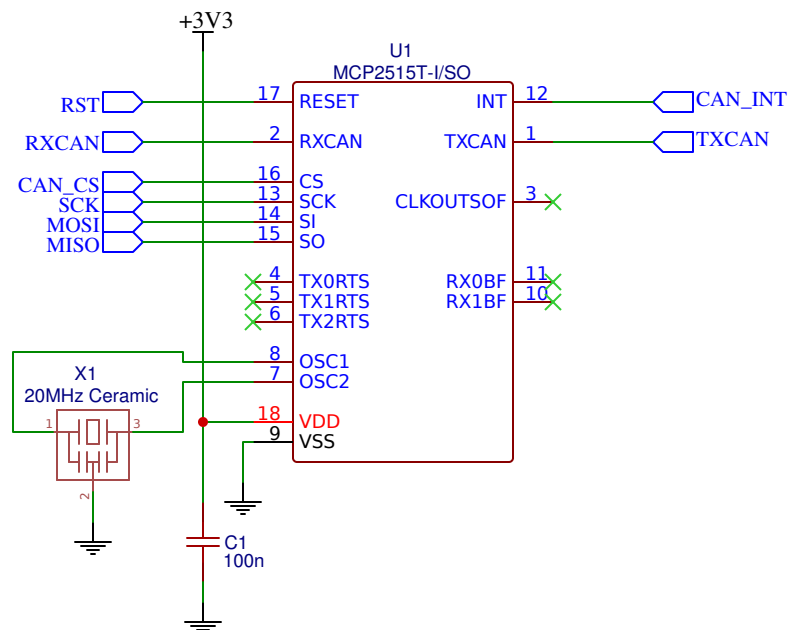 +3V3
U1
MCP2515T-I/SO
RST 17 RESET INT 12 CAN_INT
RXCAN 2 RXCAN TXCAN 1 TXCAN
CAN_CS 16 CS
SCK 13 SCK CLKOUTSOF 3
MOSI 14 SI
MISO 15 SO
4 TX0RTS RX0BF 11
5 TX1RTS RX1BF 10
6 TX2RTS
8 OSC1
X1
7 OSC2
20MHz Ceramic
1 3
18 VDD
9 VSS
2
C1
100n